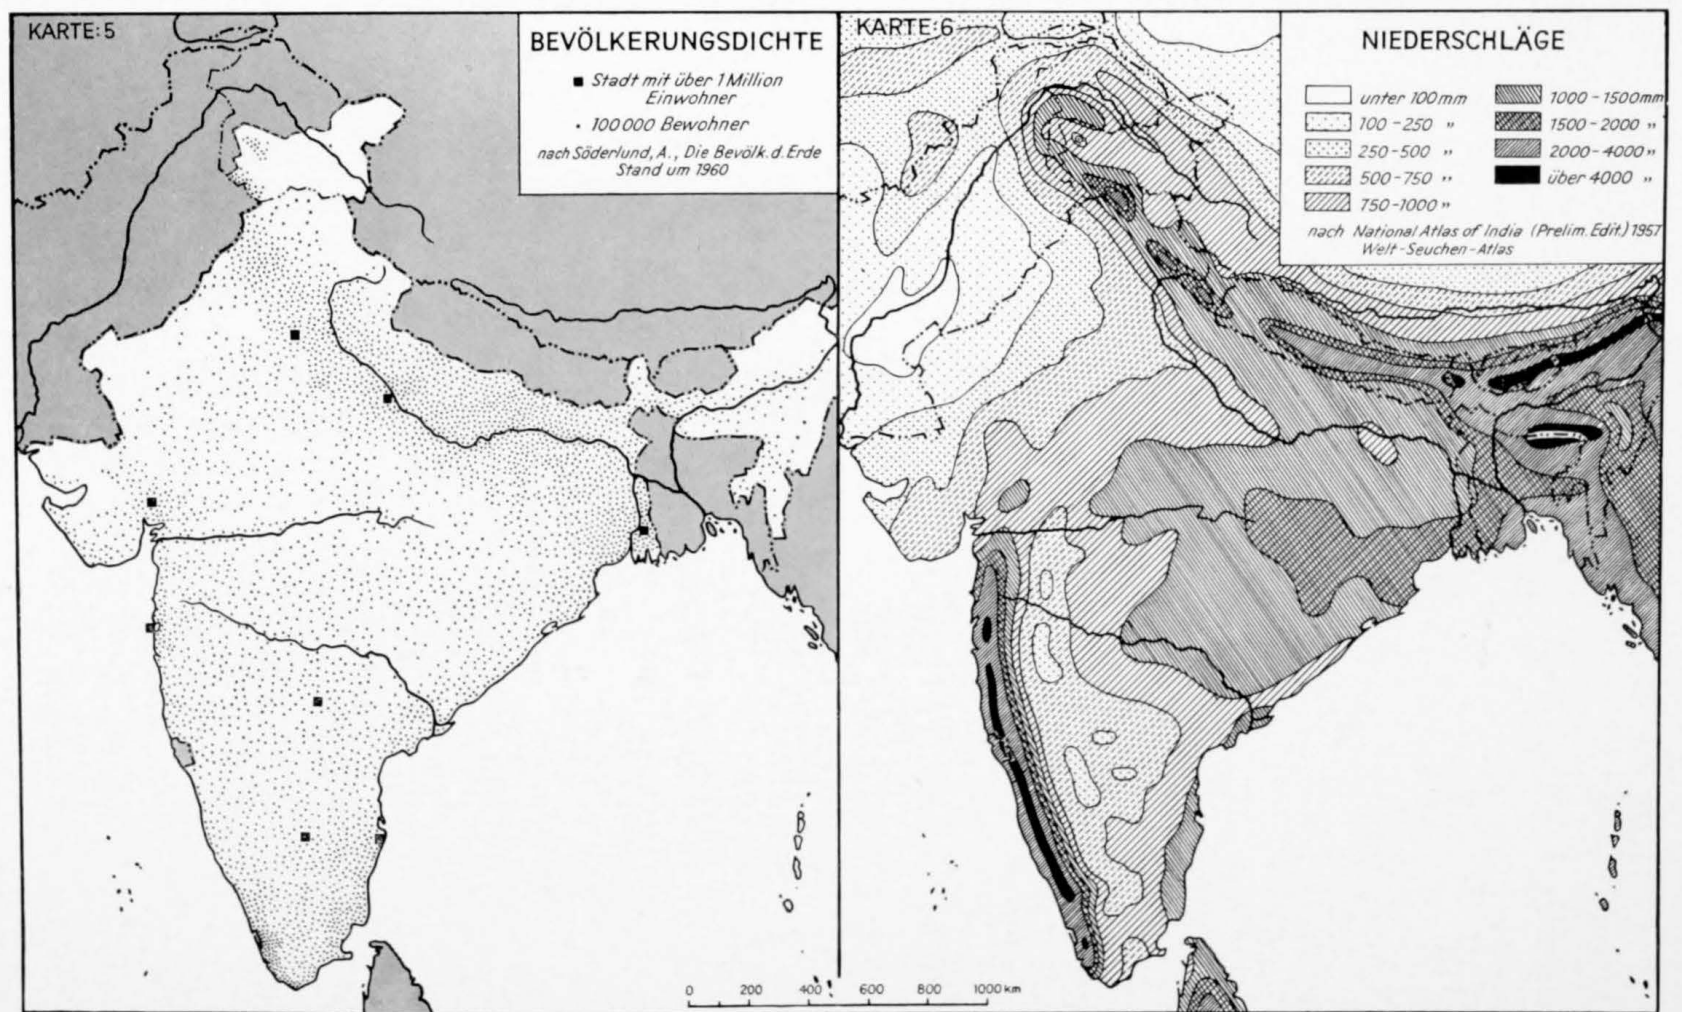 KARTE: 5
BEVÖLKERUNGSDICHTE
Stadt mit über 1 Million
Einwohner
100 000 Bewohner
nach Söderlund, A., Die Bevölk. d. Erde
Stand um 1960
KARTE: 6
NIEDERSCHLÄGE
unter 100 mm
100 - 250 "
250 - 500 "
500 - 750 "
750 - 1000 "
1000 - 1500 mm
1500 - 2000 "
2000 - 4000 "
über 4000 "
nach National Atlas of India (Prelim. Edit.) 1957
Welt-Seuchen-Atlas
0 200 400 600 800 1000 km